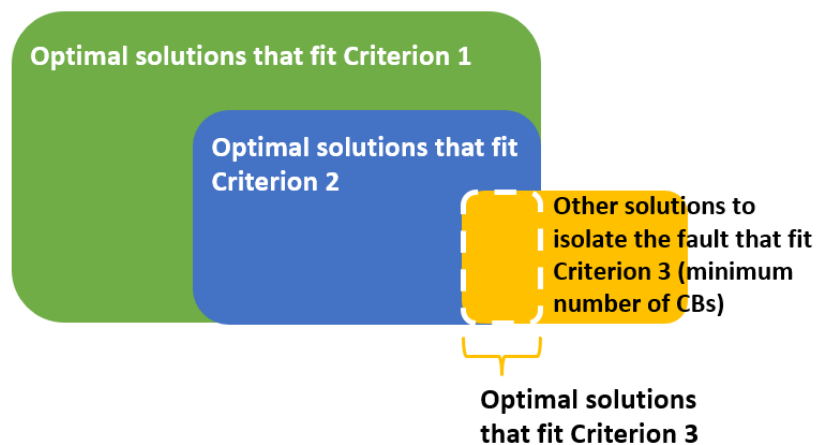 Optimal solutions that fit Criterion 1
Optimal solutions that fit
Criterion 2
Other solutions to
isolate the fault that fit
Criterion 3 (minimum
number of CBs)
Optimal solutions
that fit Criterion 3